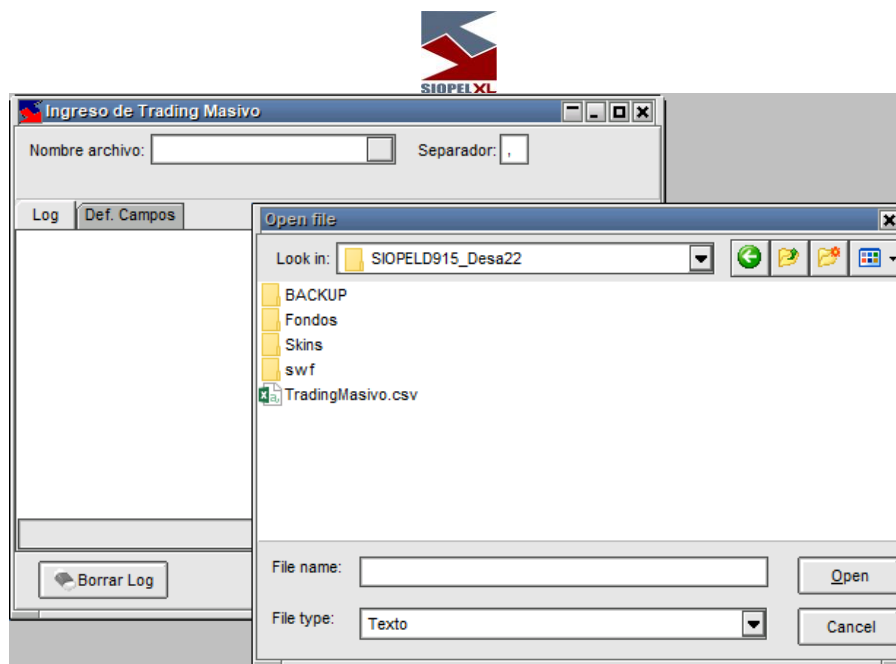 SIOPELXL
Ingreso de Trading Masivo
Nombre archivo:
Separador: ,
Log
Def. Campos
Open file
Look in: SIOPELD915_Desa22
BACKUP
Fondos
Skins
swf
TradingMasivo.csv
File name:
Open
File type: Texto
Cancel
Borrar Log